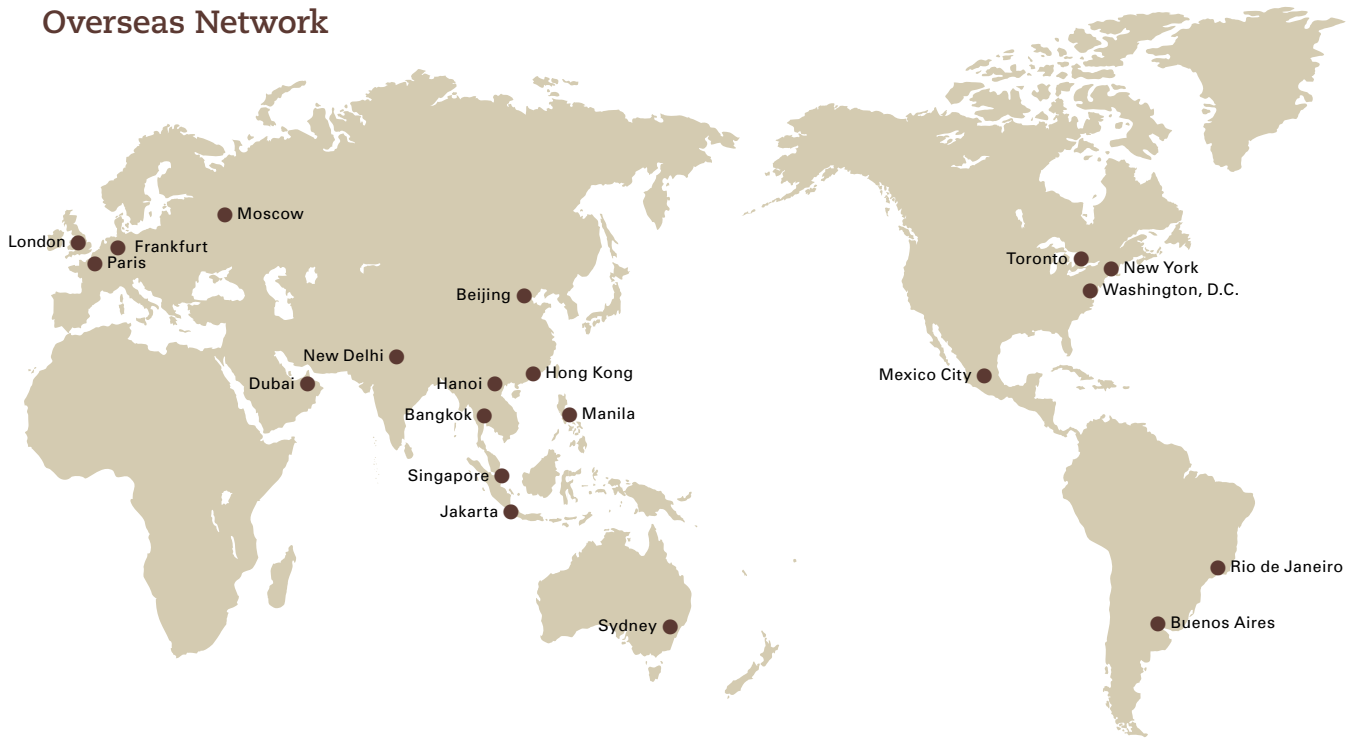 Overseas Network
Moscow
London
Frankfurt
Paris
Toronto
New York
Washington, D.C.
Beijing
New Delhi
Hong Kong
Mexico City
Dubai
Hanoi
Bangkok
Manila
Singapore
Jakarta
Rio de Janeiro
Sydney
Buenos Aires